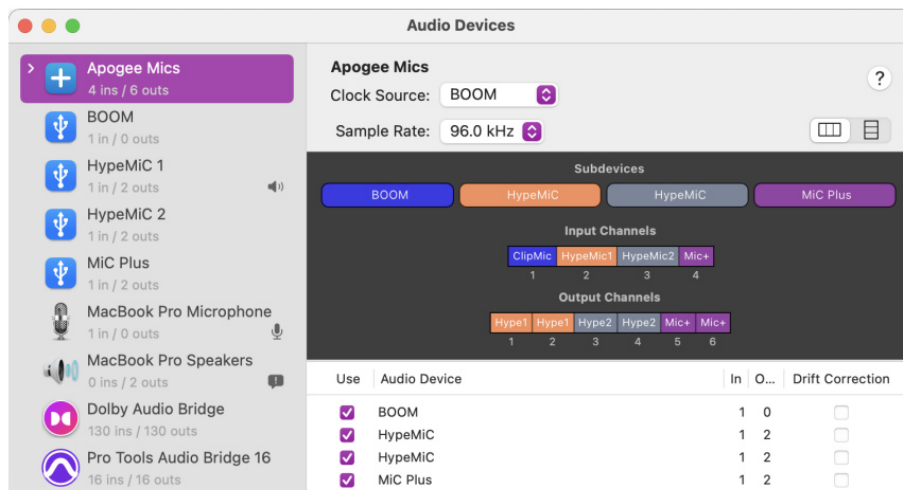 Audio Devices
Apogee Mics
4 ins / 6 outs
BOOM
1 in / 0 outs
HypeMiC 1
1 in / 2 outs
HypeMiC 2
1 in / 2 outs
MiC Plus
1 in / 2 outs
MacBook Pro Microphone
1 in / 0 outs
MacBook Pro Speakers
0 ins / 2 outs
Dolby Audio Bridge
130 ins / 130 outs
Pro Tools Audio Bridge 16
16 ins / 16 outs
Apogee Mics
?
Clock Source: BOOM
Sample Rate: 96.0 kHz
Subdevices
BOOM HypeMiC HypeMiC MiC Plus
Input Channels
ClipMic HypeMic1 HypeMic2 Mic+
1 2 3 4
Output Channels
Hype1 Hype1 Hype2 Hype2 Mic+ Mic+
1 2 3 4 5 6
Use Audio Device In O... Drift Correction
BOOM 1 0
HypeMiC 1 2
HypeMiC 1 2
MiC Plus 1 2